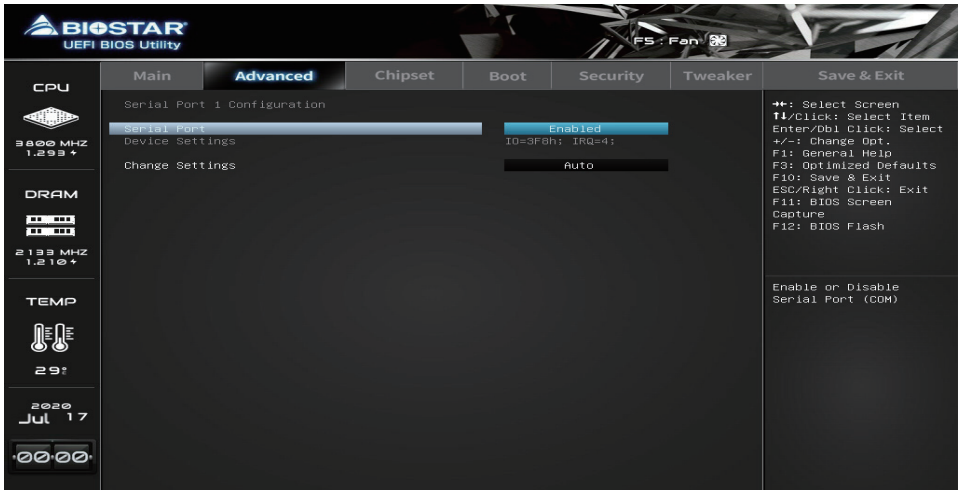 BIOSTAR
UEFI BIOS Utility
F5 : Fan
Main Advanced Chipset Boot Security Tweaker Save & Exit
CPU
3800 MHZ
1.293 v
DRAM
2133 MHZ
1.210 v
TEMP
29°
2020
Jul 17
00:00
Serial Port 1 Configuration
Serial Port Enabled
Device Settings IO=3F8h; IRQ=4;
Change Settings Auto
→←: Select Screen
↑↓/Click: Select Item
Enter/Dbl Click: Select
+/-: Change Opt.
F1: General Help
F3: Optimized Defaults
F10: Save & Exit
ESC/Right Click: Exit
F11: BIOS Screen
Capture
F12: BIOS Flash
Enable or Disable
Serial Port (COM)